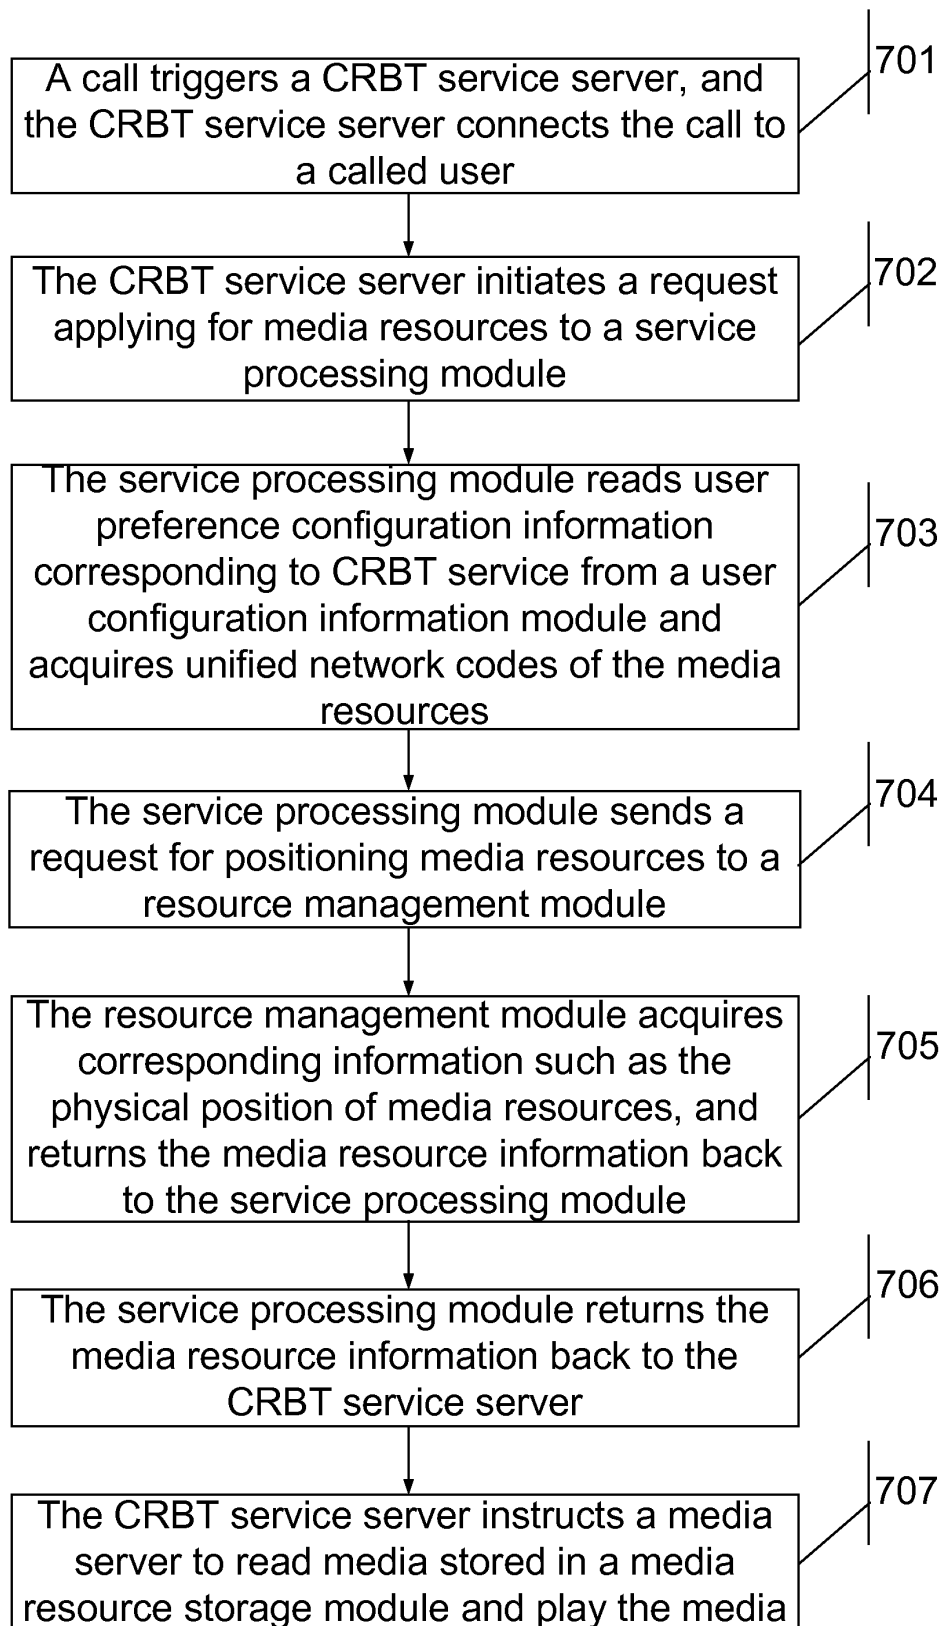 701
A call triggers a CRBT service server, and
the CRBT service server connects the call to
a called user
702
The CRBT service server initiates a request
applying for media resources to a service
processing module
703
The service processing module reads user
preference configuration information
corresponding to CRBT service from a user
configuration information module and
acquires unified network codes of the media
resources
704
The service processing module sends a
request for positioning media resources to a
resource management module
705
The resource management module acquires
corresponding information such as the
physical position of media resources, and
returns the media resource information back
to the service processing module
706
The service processing module returns the
media resource information back to the
CRBT service server
707
The CRBT service server instructs a media
server to read media stored in a media
resource storage module and play the media